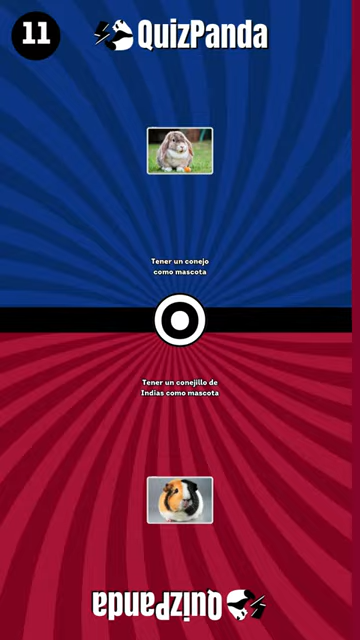 11
QuizPanda
Tener un conejo
como mascota
Tener un conejillo de
Indias como mascota
QuizPanda